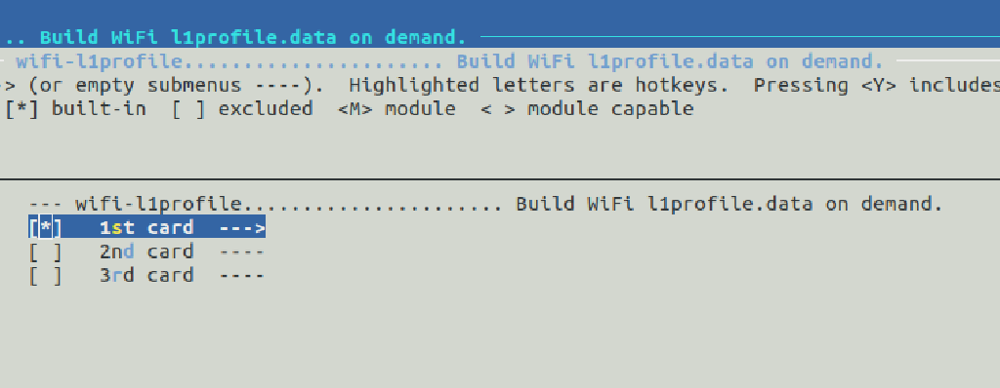 .. Build WiFi l1profile.data on demand.
wifi-l1profile...................... Build WiFi l1profile.data on demand.
> (or empty submenus ----).  Highlighted letters are hotkeys.  Pressing <Y> includes
[*] built-in  [ ] excluded  <M> module  < > module capable
--- wifi-l1profile...................... Build WiFi l1profile.data on demand.
[*]   1st card  --->
[ ]   2nd card  ----
[ ]   3rd card  ----